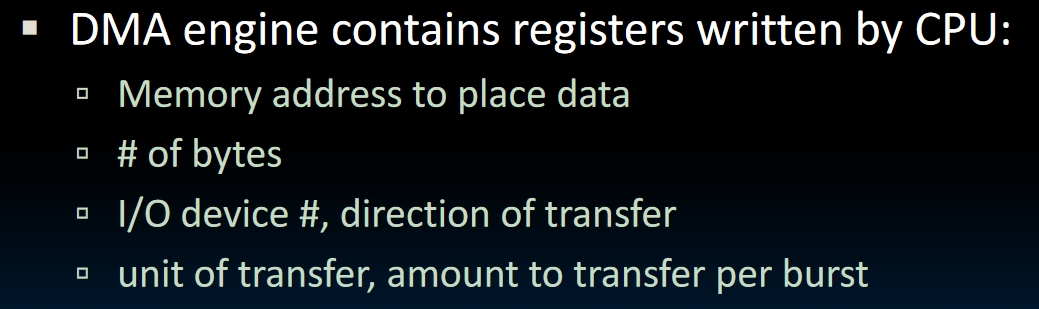 ▪ DMA engine contains registers written by CPU:
▫ Memory address to place data
▫ # of bytes
▫ I/O device #, direction of transfer
▫ unit of transfer, amount to transfer per burst